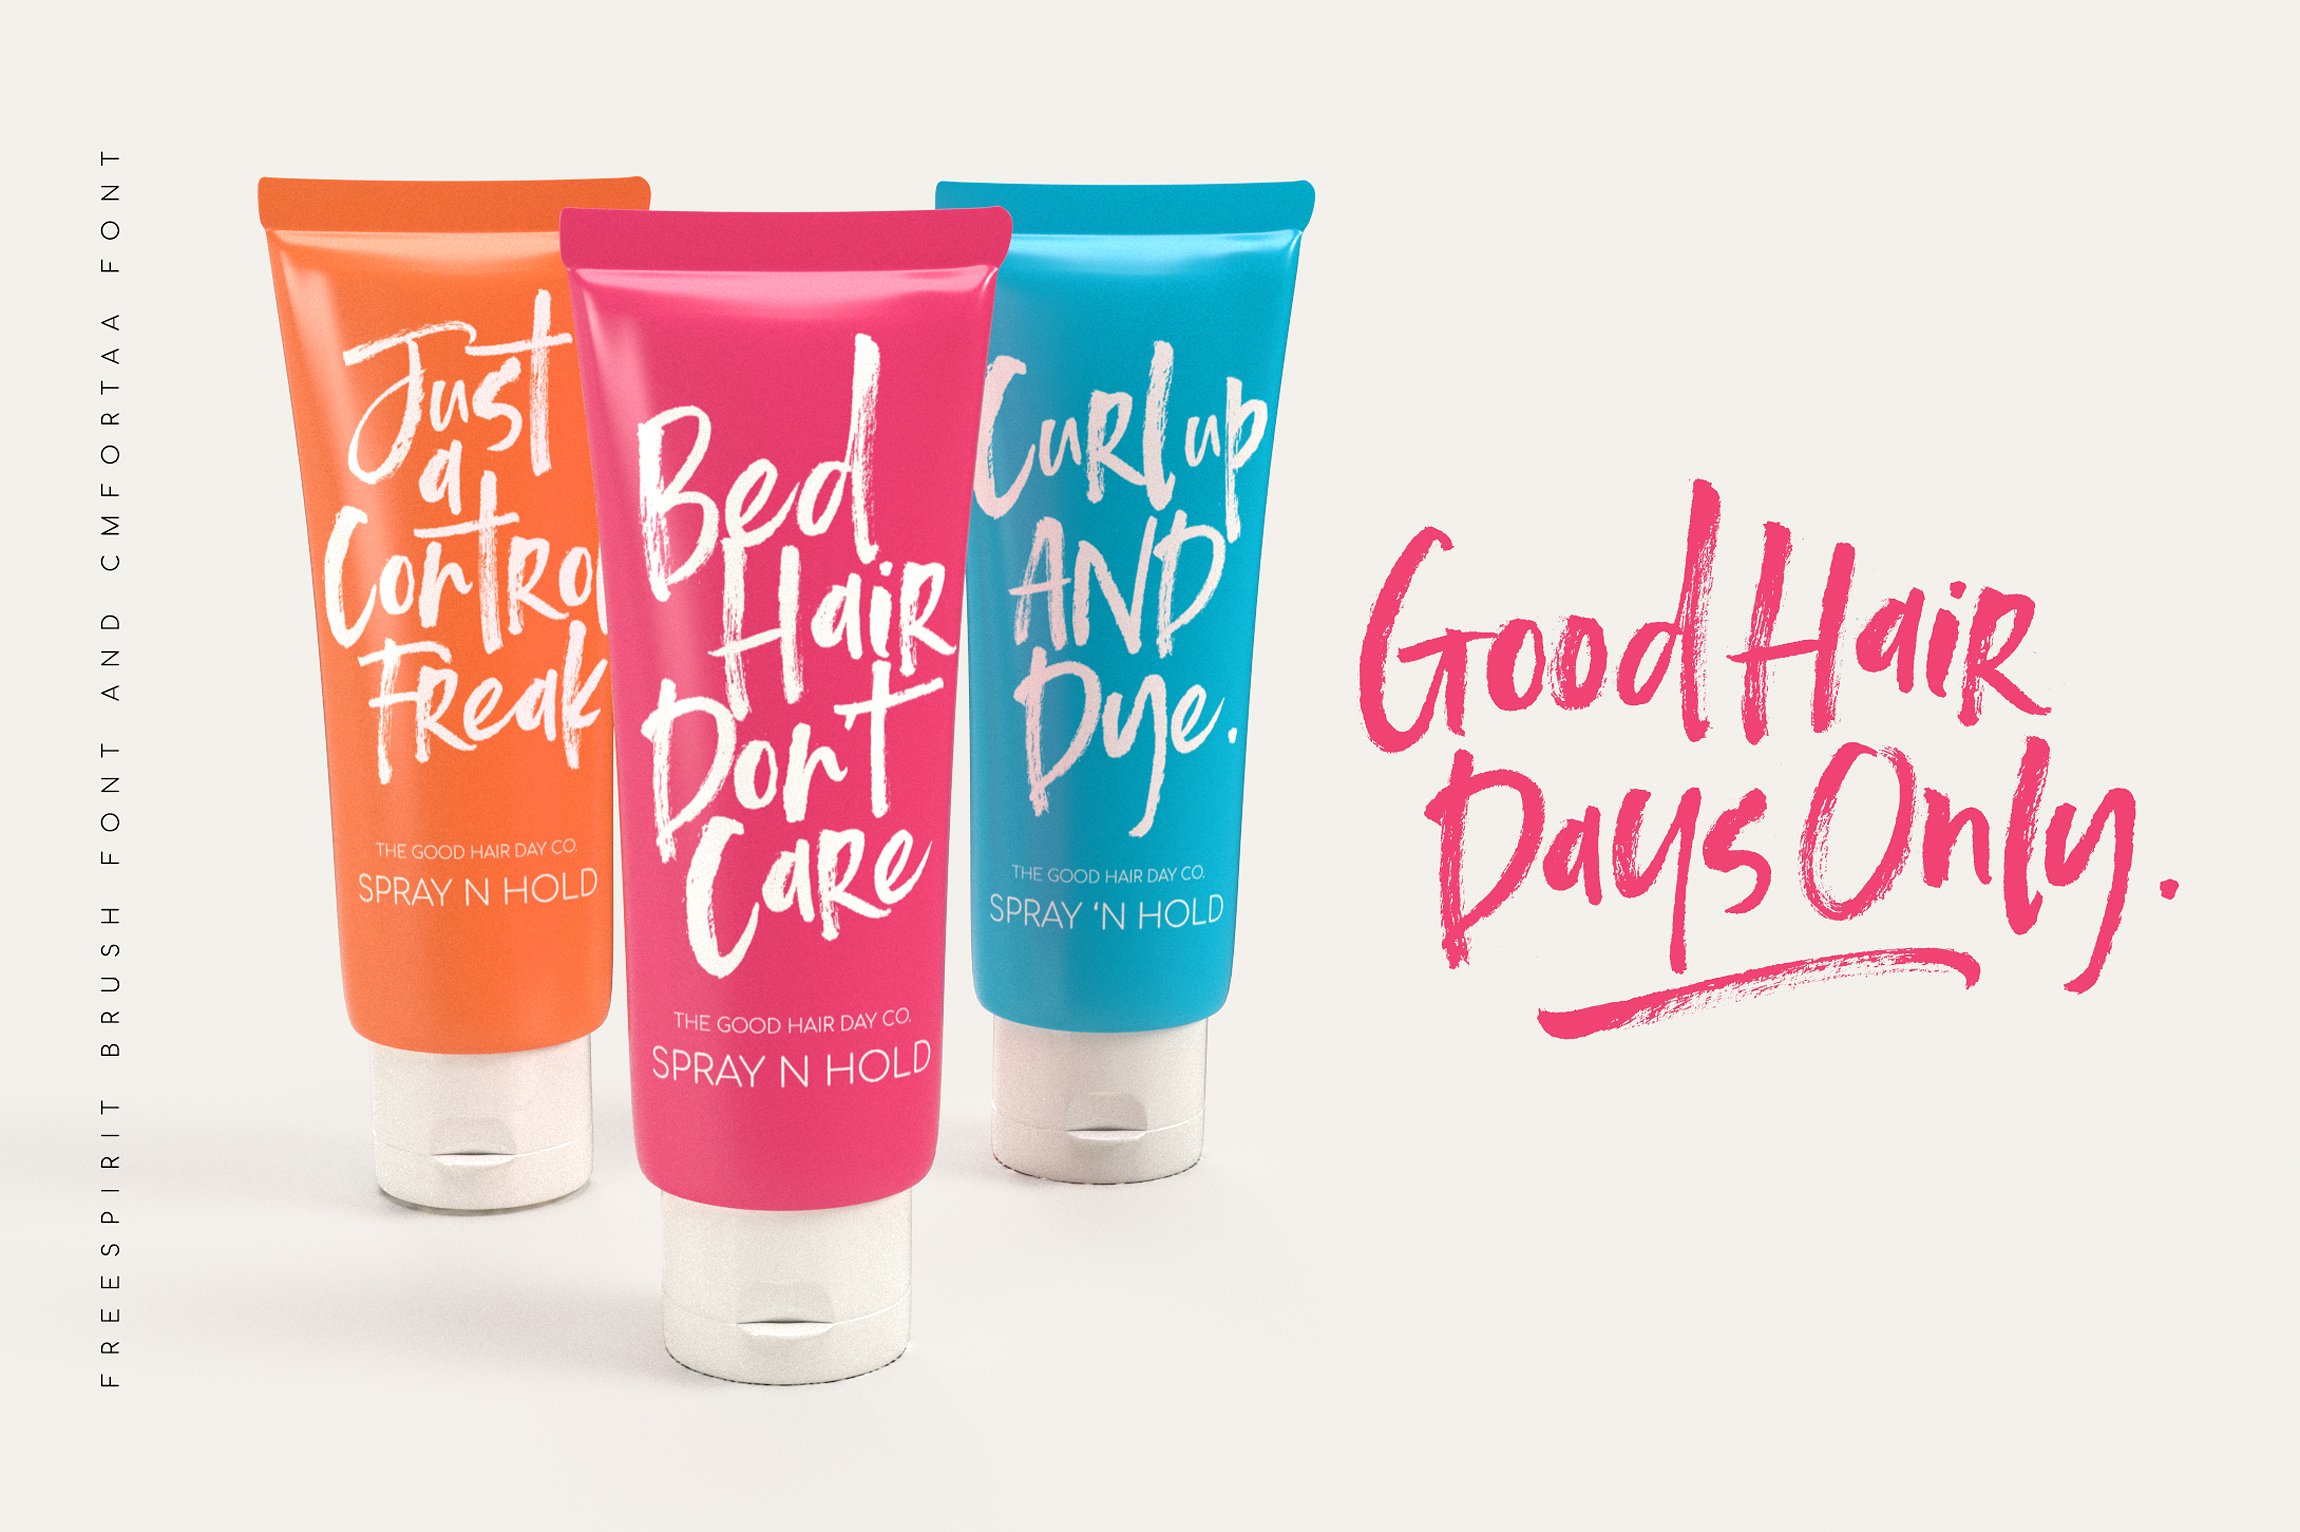 FREESPIRIT BRUSH FONT AND CMFORTAA FONT
Just
a
Control
Freak
THE GOOD HAIR DAY CO.
SPRAY N HOLD
Bed
Hair
Don't
Care
THE GOOD HAIR DAY CO.
SPRAY N HOLD
Curl up
AND
Dye.
THE GOOD HAIR DAY CO.
SPRAY 'N HOLD
Good Hair
Days Only.